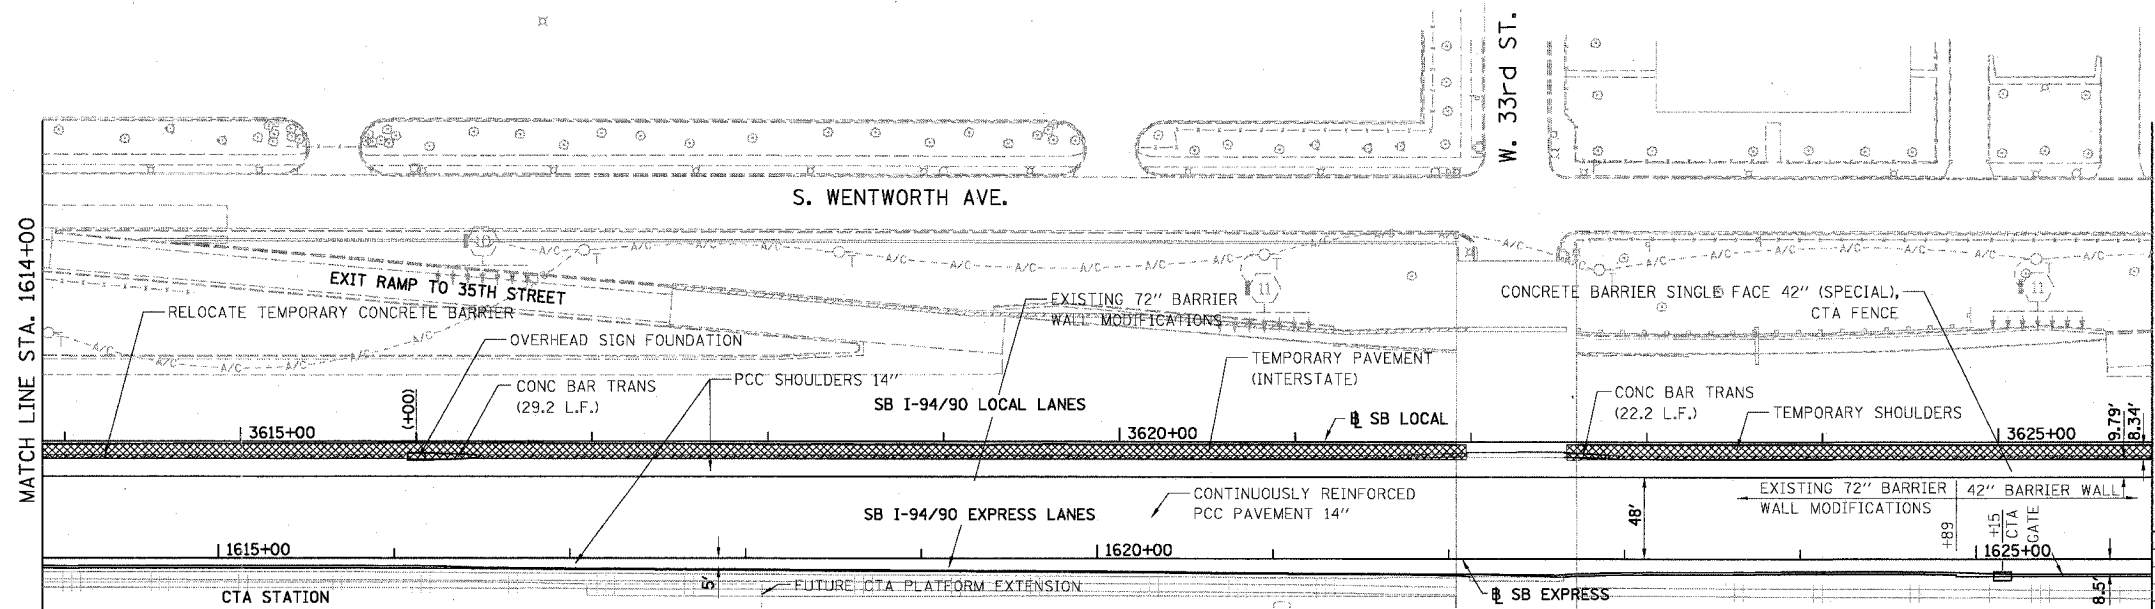 W. 33rd ST.
S. WENTWORTH AVE.
MATCH LINE STA. 1614+00
10
A/C A/C A/C A/C A/C A/C A/C A/C A/C A/C A/C
A/C A/C A/C A/C A/C A/C A/C
EXIT RAMP TO 35TH STREET
11
11
RELOCATE TEMPORARY CONCRETE BARRIER
EXISTING 72" BARRIER
WALL MODIFICATIONS
CONCRETE BARRIER SINGLE FACE 42" (SPECIAL),
CTA FENCE
OVERHEAD SIGN FOUNDATION
A/C A/C A/C A/C
TEMPORARY PAVEMENT
(INTERSTATE)
CONC BAR TRANS
(29.2 L.F.)
PCC SHOULDERS 14"
SB I-94/90 LOCAL LANES
CONC BAR TRANS
(22.2 L.F.)
TEMPORARY SHOULDERS
(+00)
℄ SB LOCAL
3615+00
3620+00
3625+00
9.79'
8.34'
CONTINUOUSLY REINFORCED
PCC PAVEMENT 14"
SB I-94/90 EXPRESS LANES
48'
EXISTING 72" BARRIER
WALL MODIFICATIONS
42" BARRIER WALL
+89
+15
CTA
GATE
1615+00
1620+00
1625+00
5'
FUTURE CTA PLATFORM EXTENSION
CTA STATION
℄ SB EXPRESS
8.5'